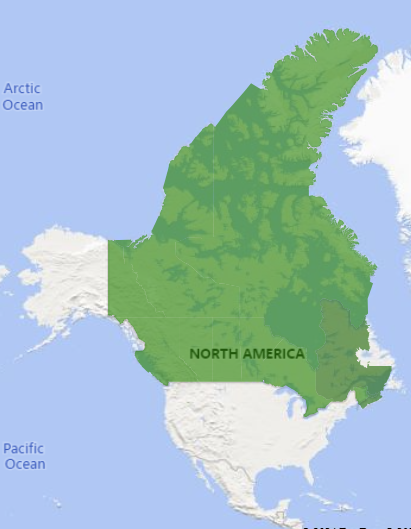 Arctic
Ocean
NORTH AMERICA
Pacific
Ocean